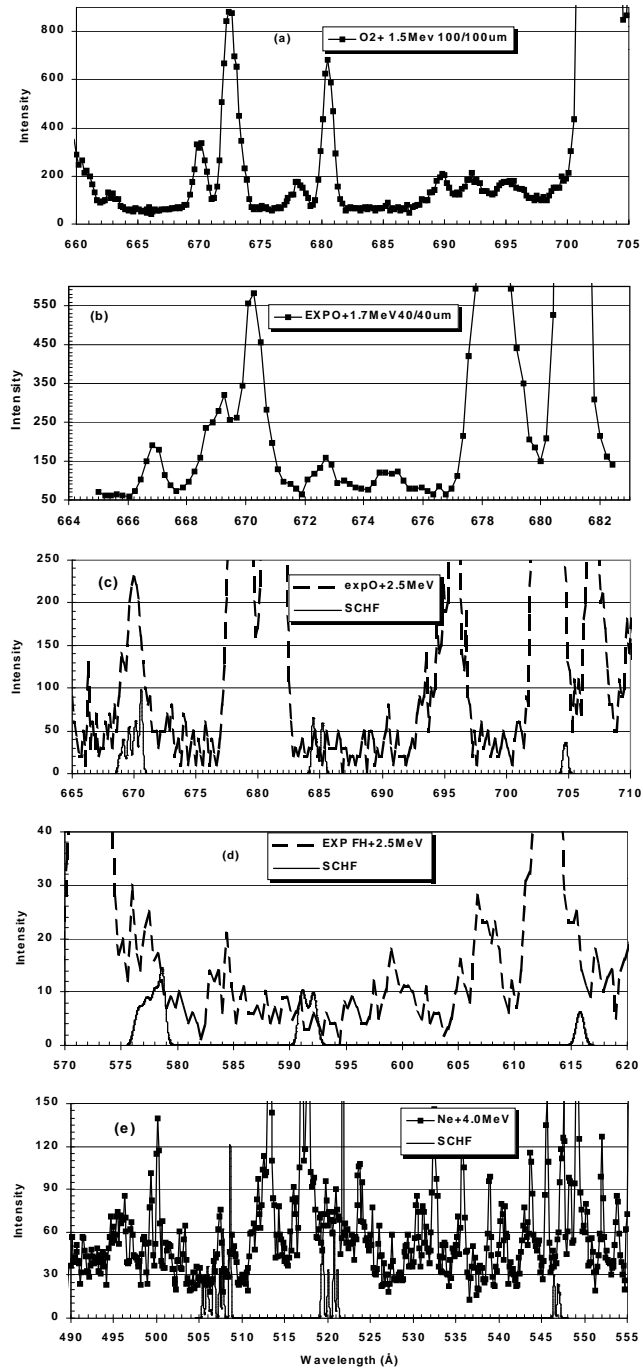 (a)
O2+ 1.5Mev 100/100um
Intensity
800
600
400
200
0
660 665 670 675 680 685 690 695 700 705
(b)
EXPO+1.7MeV40/40um
Intensity
550
450
350
250
150
50
664 666 668 670 672 674 676 678 680 682
(c)
expO+2.5MeV
SCHF
Intensity
250
200
150
100
50
0
665 670 675 680 685 690 695 700 705 710
(d)
EXP FH+2.5MeV
SCHF
Intensity
40
30
20
10
0
570 575 580 585 590 595 600 605 610 615 620
(e)
Ne+4.0MeV
SCHF
Intensity
150
120
90
60
30
0
490 495 500 505 510 515 520 525 530 535 540 545 550 555
Wavelength (Å)